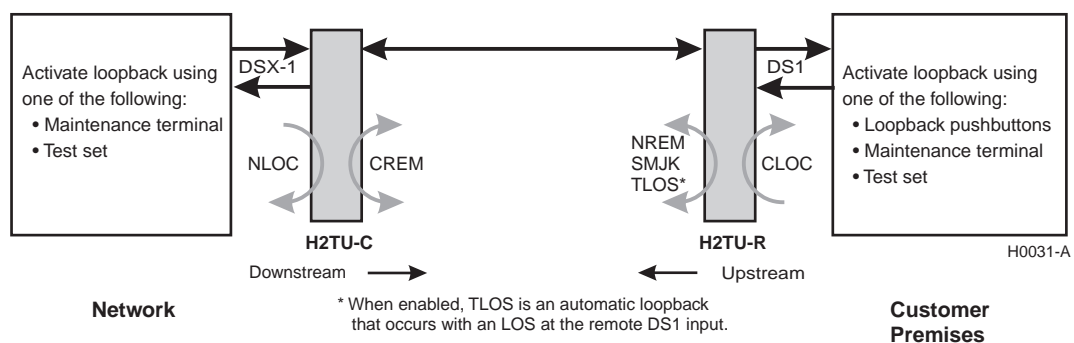 Activate loopback using
one of the following:
• Maintenance terminal
• Test set
DSX-1
NLOC
CREM
H2TU-C
NREM
SMJK
TLOS*
CLOC
DS1
H2TU-R
Activate loopback using
one of the following:
• Loopback pushbuttons
• Maintenance terminal
• Test set
H0031-A
Downstream
Upstream
Network
* When enabled, TLOS is an automatic loopback
that occurs with an LOS at the remote DS1 input.
Customer
Premises